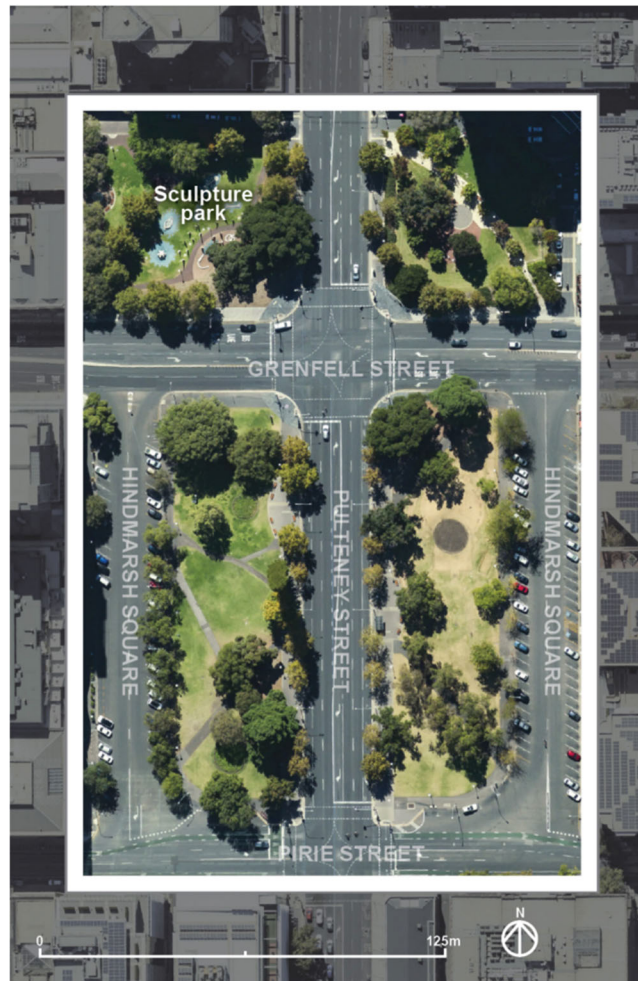 Sculpture
park
GRENFELL STREET
HINDMARSH SQUARE
PULTENEY STREET
HINDMARSH SQUARE
PIRIE STREET
0
125m
N